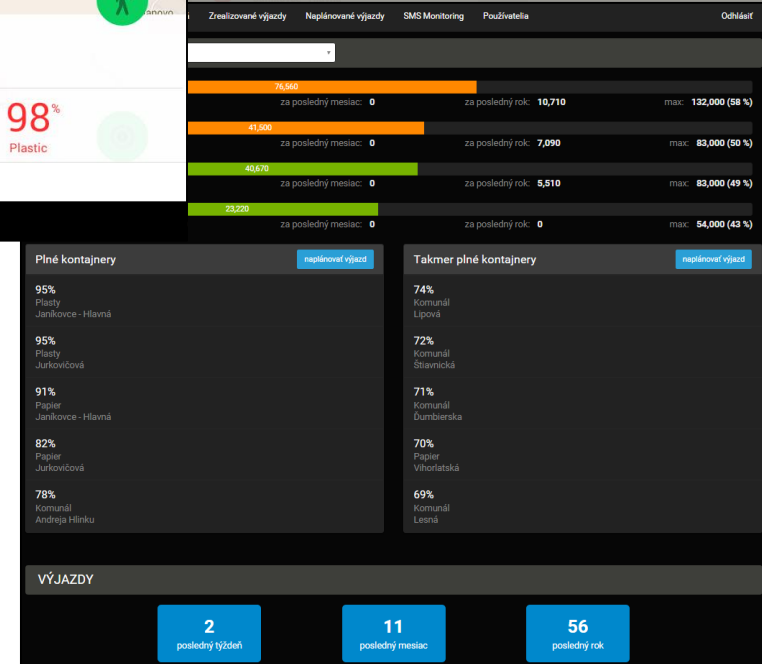 Zrealizované výjazdy Naplánované výjazdy SMS Monitoring Používatelia Odhlásiť
76,560
za posledný mesiac: 0 za posledný rok: 10,710 max: 132,000 (58 %)
98%
Plastic
41,500
za posledný mesiac: 0 za posledný rok: 7,090 max: 83,000 (50 %)
40,670
za posledný mesiac: 0 za posledný rok: 5,510 max: 83,000 (49 %)
23,220
za posledný mesiac: 0 za posledný rok: 0 max: 54,000 (43 %)
Plné kontajnery naplánovať výjazd
95%
Plasty
Janíkovce - Hlavná
95%
Plasty
Jurkovičová
91%
Papier
Janíkovce - Hlavná
82%
Papier
Jurkovičová
78%
Komunál
Andreja Hlinku
Takmer plné kontajnery naplánovať výjazd
74%
Komunál
Lipová
72%
Komunál
Štiavnická
71%
Komunál
Ďumbierska
70%
Papier
Vihorlatská
69%
Komunál
Lesná
VÝJAZDY
2
posledný týždeň
11
posledný mesiac
56
posledný rok